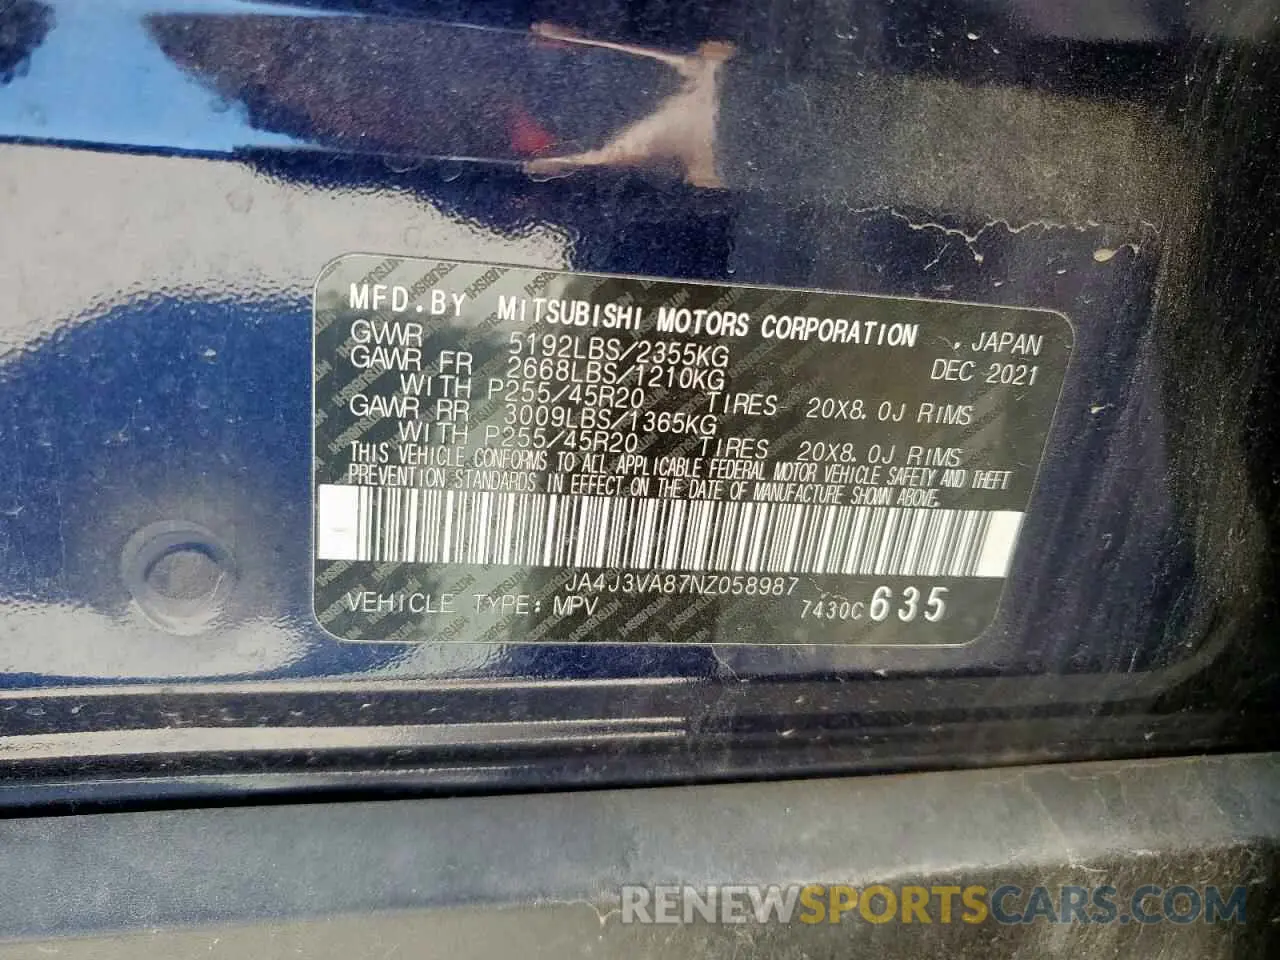 MFD.BY MITSUBISHI MOTORS CORPORATION , JAPAN
GVWR 5192LBS/2355KG DEC 2021
GAWR FR 2668LBS/1210KG
WITH P255/45R20 TIRES 20X8.0J RIMS
GAWR RR 3009LBS/1365KG
WITH P255/45R20 TIRES 20X8.0J RIMS
THIS VEHICLE CONFORMS TO ALL APPLICABLE FEDERAL MOTOR VEHICLE SAFETY AND THEFT
PREVENTION STANDARDS IN EFFECT ON THE DATE OF MANUFACTURE SHOWN ABOVE.
JA4J3VA87NZ058987
VEHICLE TYPE: MPV 7430C 635
RENEWSPORTSCARS.COM